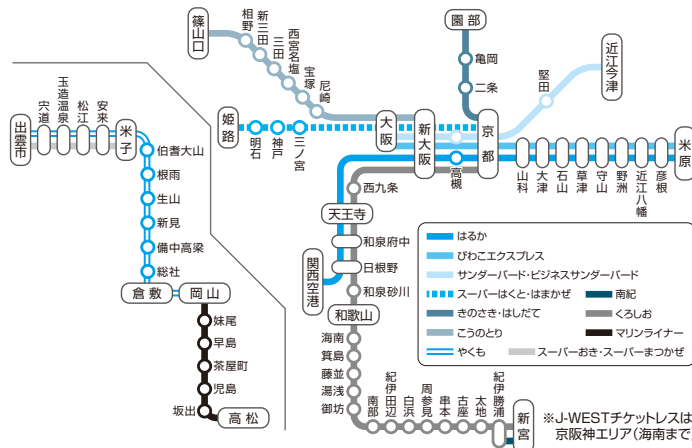 篠山口
相野
新三田
三田
西宮名塩
宝塚
尼崎
園部
亀岡
二条
近江今津
堅田
姫路
明石
神戸
三ノ宮
大阪
新大阪
京都
高槻
山科
大津
石山
草津
守山
野洲
近江八幡
彦根
米原
出雲市
宍道
玉造温泉
松江
安来
米子
伯耆大山
根雨
生山
新見
備中高梁
総社
倉敷
岡山
妹尾
早島
茶屋町
児島
坂出
高松
西九条
天王寺
和泉府中
日根野
関西空港
和泉砂川
和歌山
海南
箕島
藤並
湯浅
御坊
南部
紀伊田辺
白浜
周参見
串本
古座
太地
紀伊勝浦
新宮
はるか
びわこエクスプレス
サンダーバード・ビジネスサンダーバード
スーパーはくと・はまかぜ
南紀
きのさき・はしだて
くろしお
こうのとり
マリンライナー
やくも
スーパーおき・スーパーまつかぜ
※J-WESTチケットレスは
京阪神エリア(海南まで